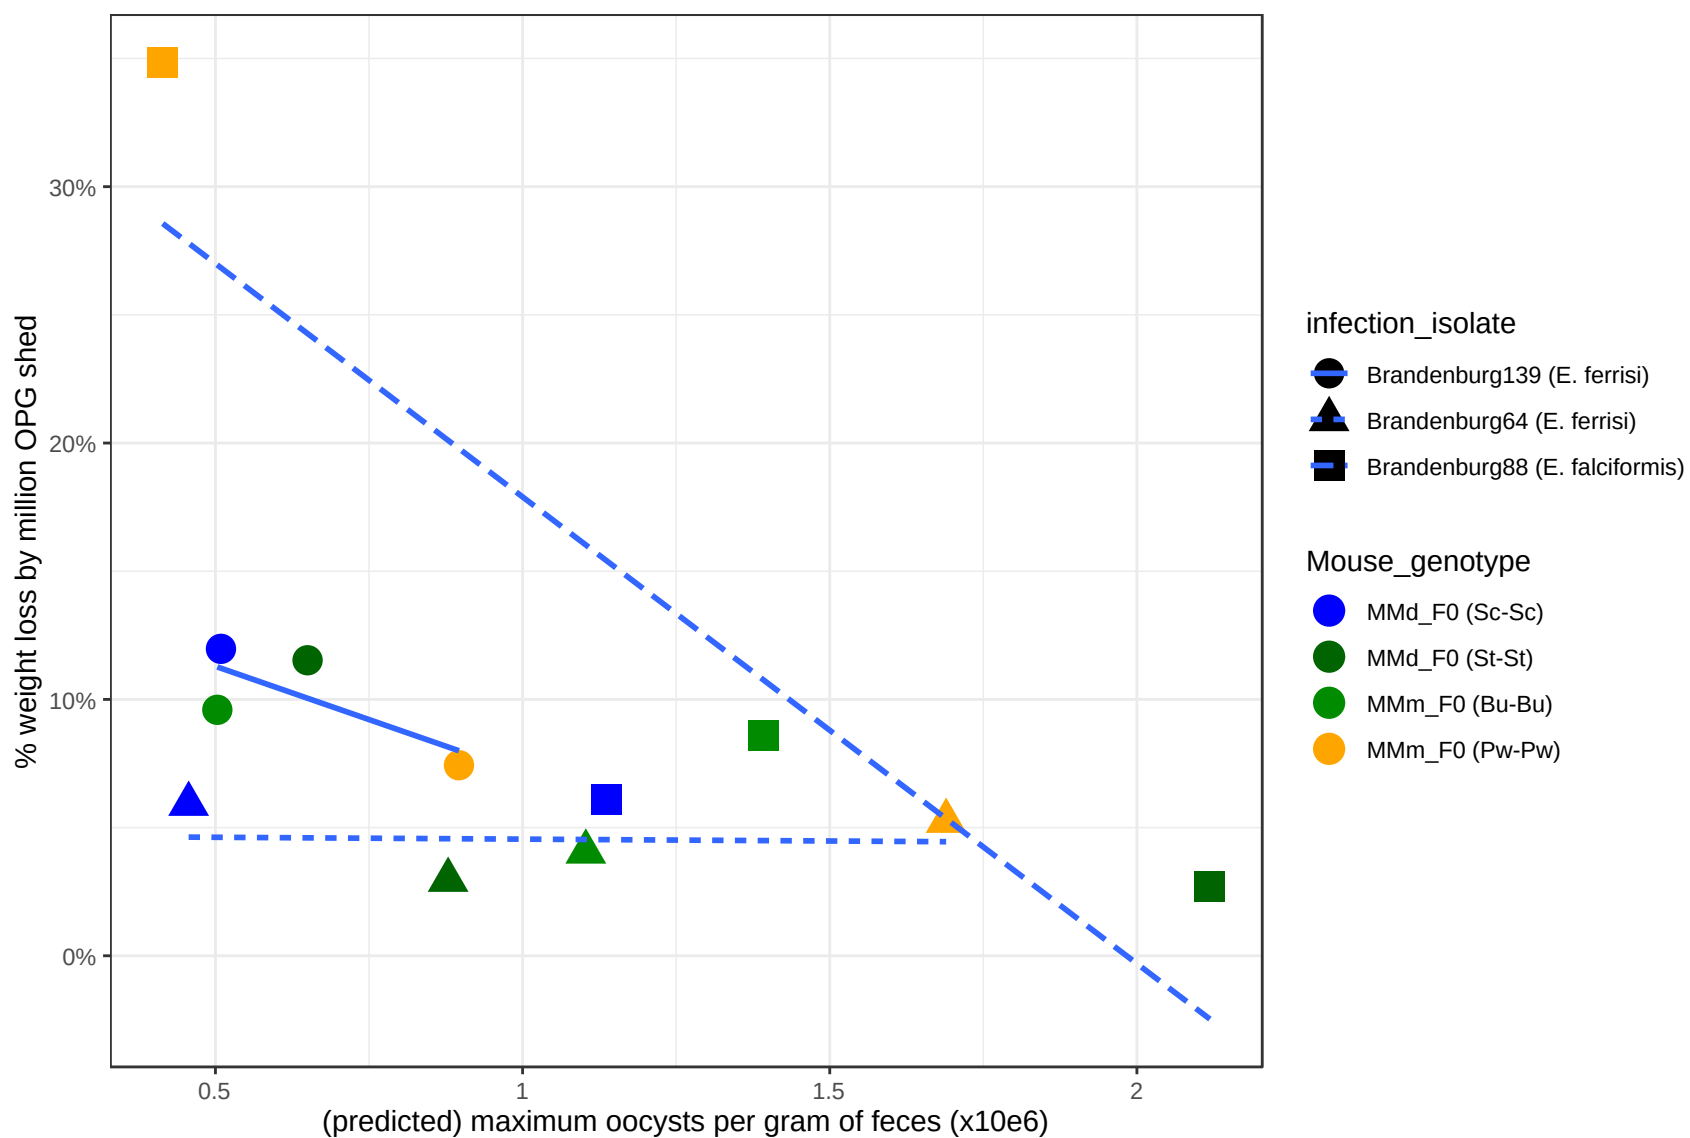 30%
20%
10%
0%
% weight loss by million OPG shed
0.5
1
1.5
2
(predicted) maximum oocysts per gram of feces (x10e6)
infection_isolate
Brandenburg139 (E. ferrisi)
Brandenburg64 (E. ferrisi)
Brandenburg88 (E. falciformis)
Mouse_genotype
MMd_F0 (Sc-Sc)
MMd_F0 (St-St)
MMm_F0 (Bu-Bu)
MMm_F0 (Pw-Pw)